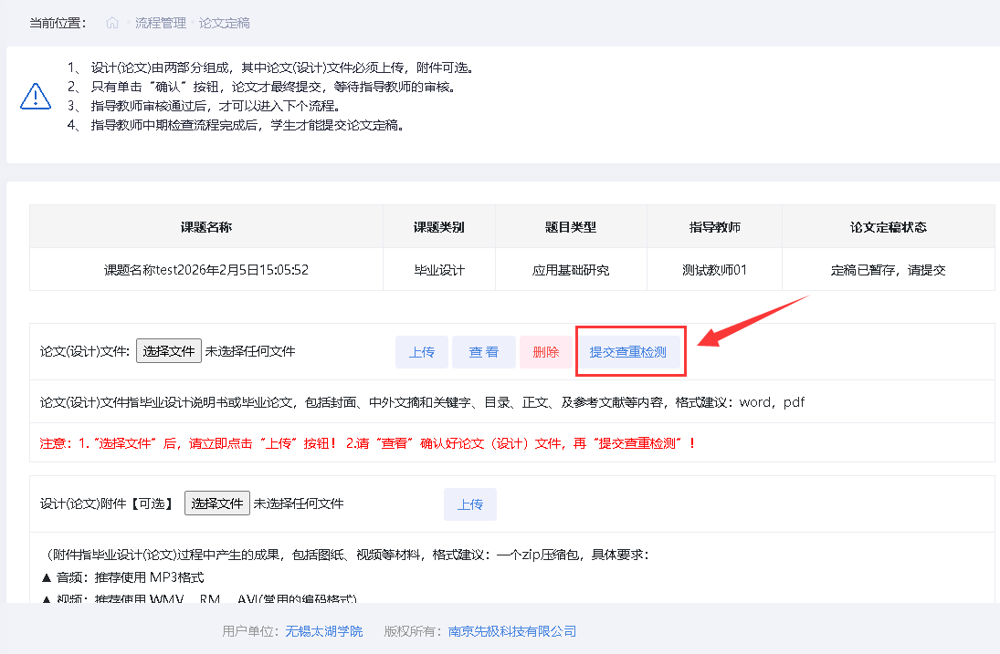 当前位置： 流程管理 论文定稿
1、 设计(论文)由两部分组成，其中论文(设计)文件必须上传，附件可选。
2、 只有单击“确认”按钮，论文才最终提交，等待指导教师的审核。
3、 指导教师审核通过后，才可以进入下个流程。
4、 指导教师中期检查流程完成后，学生才能提交论文定稿。
课题名称 课题类别 题目类型 指导教师 论文定稿状态
课题名称test2026年2月5日15:05:52 毕业设计 应用基础研究 测试教师01 定稿已暂存，请提交
论文(设计)文件: 选择文件 未选择任何文件 上传 查 看 删除 提交查重检测
论文(设计)文件指毕业设计说明书或毕业论文，包括封面、中外文摘和关键字、目录、正文、及参考文献等内容，格式建议：word，pdf
注意：1.“选择文件”后，请立即点击“上传”按钮！2.请“查看”确认好论文（设计）文件，再“提交查重检测”！
设计(论文)附件【可选】 选择文件 未选择任何文件 上传
（附件指毕业设计(论文)过程中产生的成果，包括图纸、视频等材料，格式建议：一个zip压缩包，具体要求：
▲ 音频：推荐使用 MP3格式
▲ 视频：推荐使用 WMV 、RM 、 AVI(常用的编码格式)
用户单位：无锡太湖学院 版权所有：南京先极科技有限公司